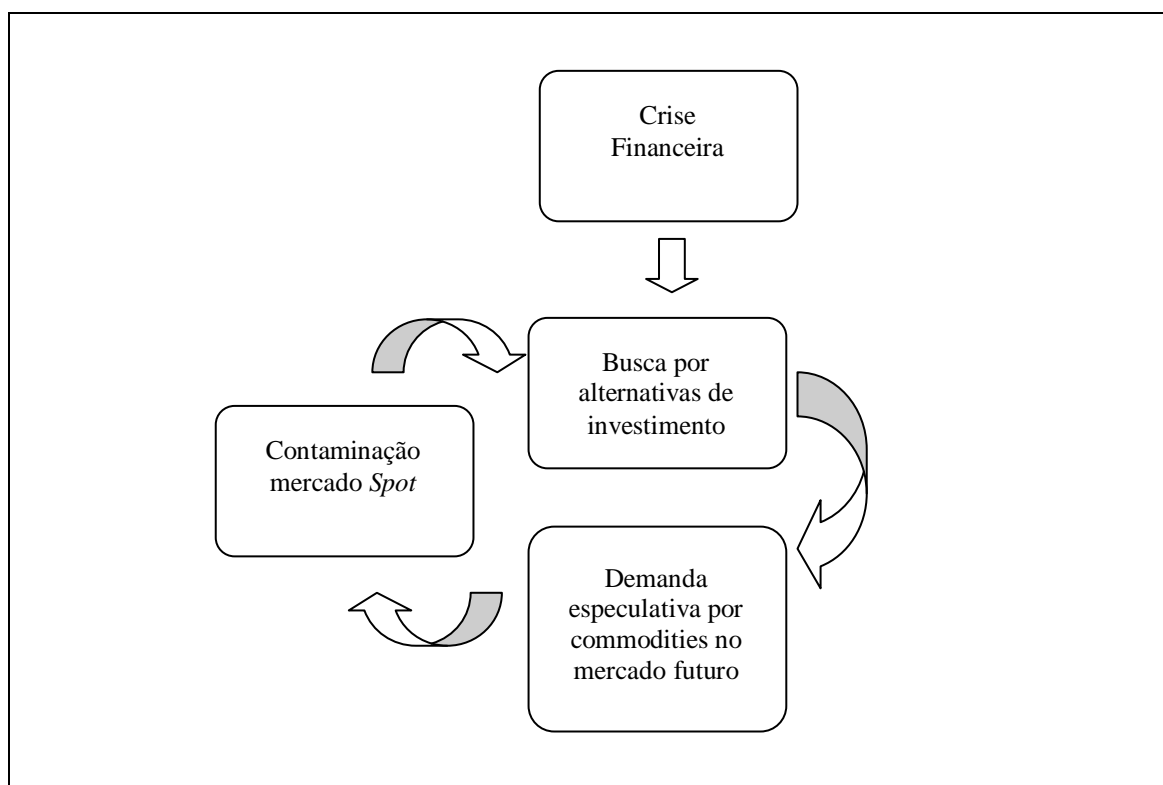 Crise
Financeira
Busca por
alternativas de
investimento
Contaminação
mercado Spot
Demanda
especulativa por
commodities no
mercado futuro